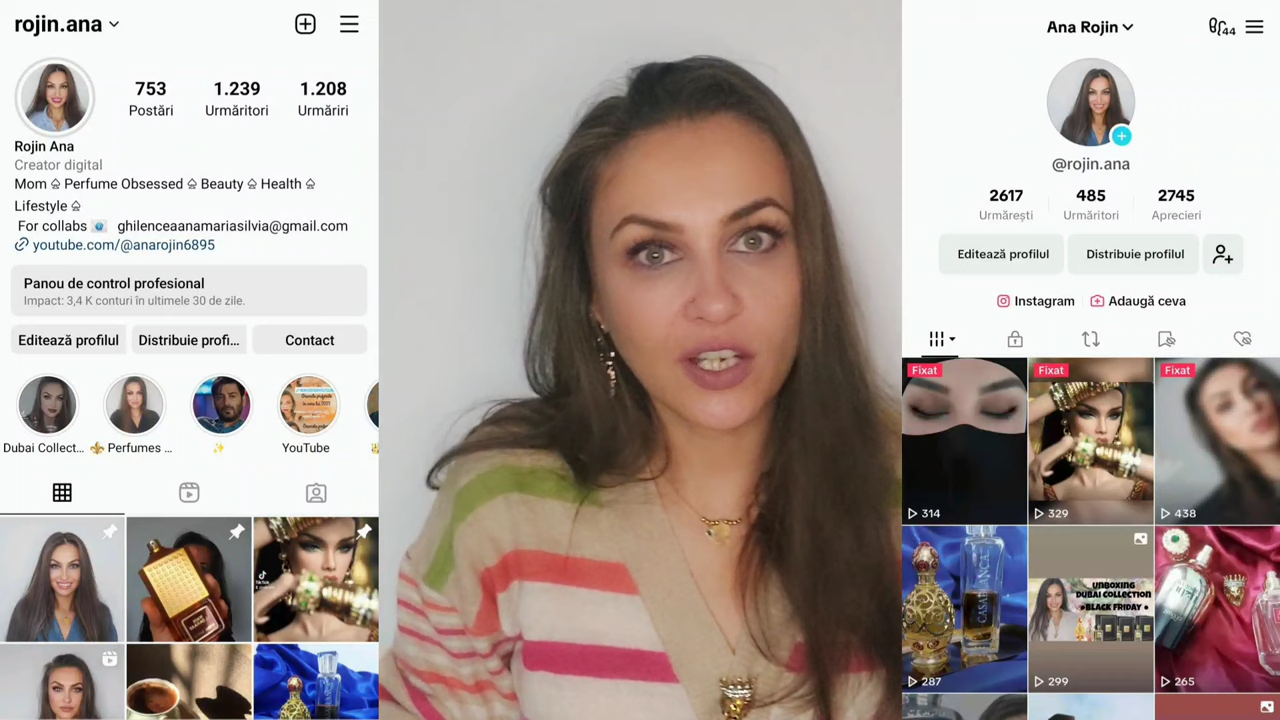 rojin.ana
753
1.239
1.208
Postări
Urmăritori
Urmăriri
Rojin Ana
Creator digital
Mom ♤ Perfume Obsessed ♤ Beauty ♤ Health ♤
Lifestyle ♤
For collabs 📧 ghilenceaanamariasilvia@gmail.com
youtube.com/@anarojin6895
Panou de control profesional
Impact: 3,4 K conturi în ultimele 30 de zile.
Editează profilul
Distribuie profi...
Contact
Dubai Collect...
⚜️ Perfumes ...
✨
YouTube
Ana Rojin
44
@rojin.ana
2617
485
2745
Urmărești
Urmăritori
Aprecieri
Editează profilul
Distribuie profilul
Instagram
Adaugă ceva
Fixat
Fixat
Fixat
314
329
438
CASABLANCA
UNBOXING
DUBAI COLLECTION
•BLACK FRIDAY •
287
299
265